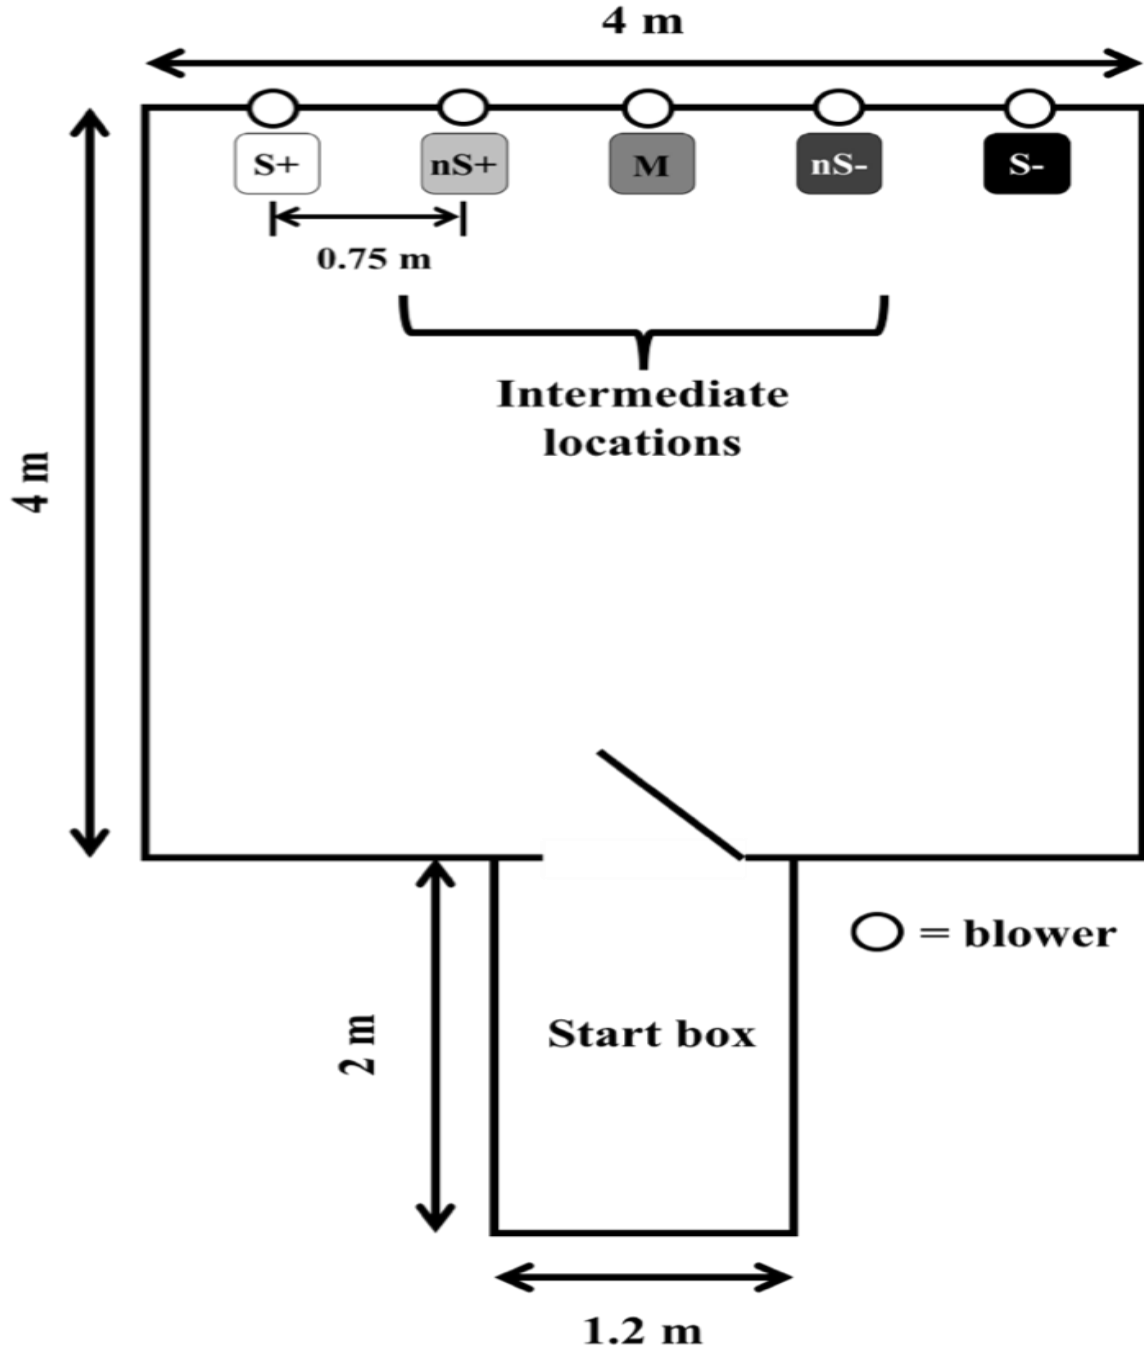 4 m
S+
nS+
M
nS-
S-
0.75 m
Intermediate
locations
4 m
= blower
2 m
Start box
1.2 m